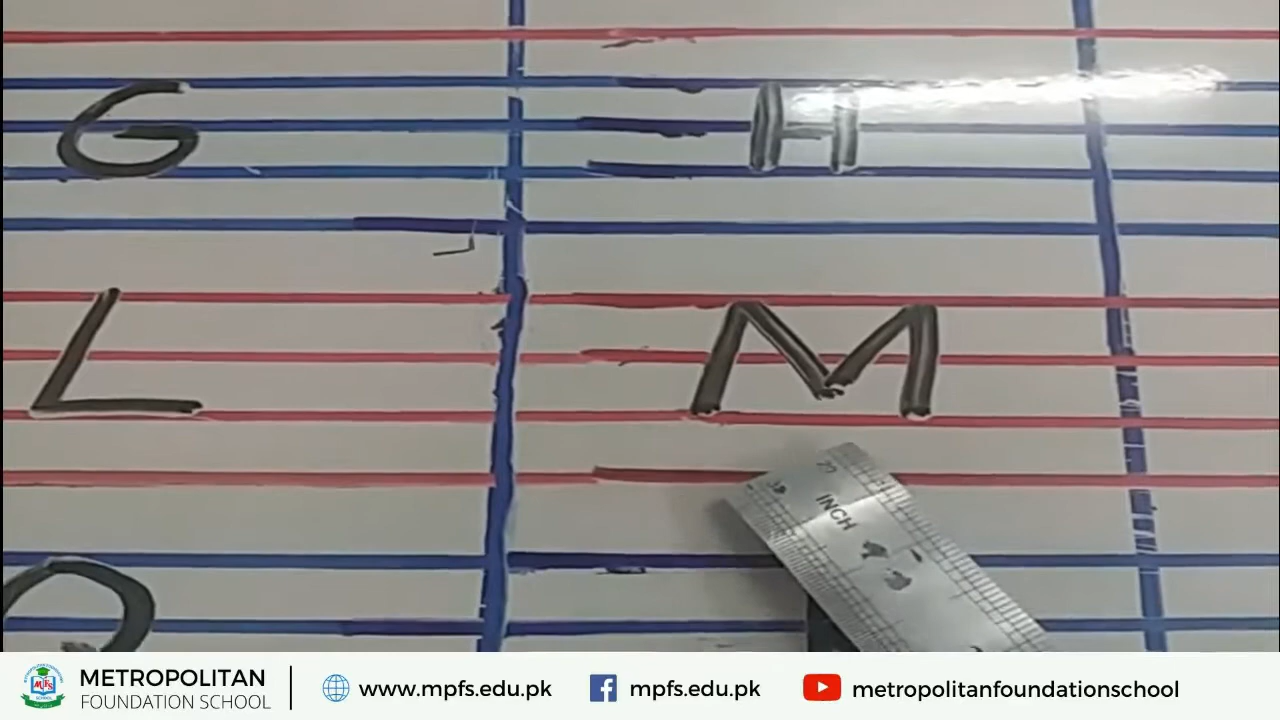 G H
L M
INCH
METROPOLITAN
FOUNDATION SCHOOL
www.mpfs.edu.pk
mpfs.edu.pk
metropolitanfoundationschool